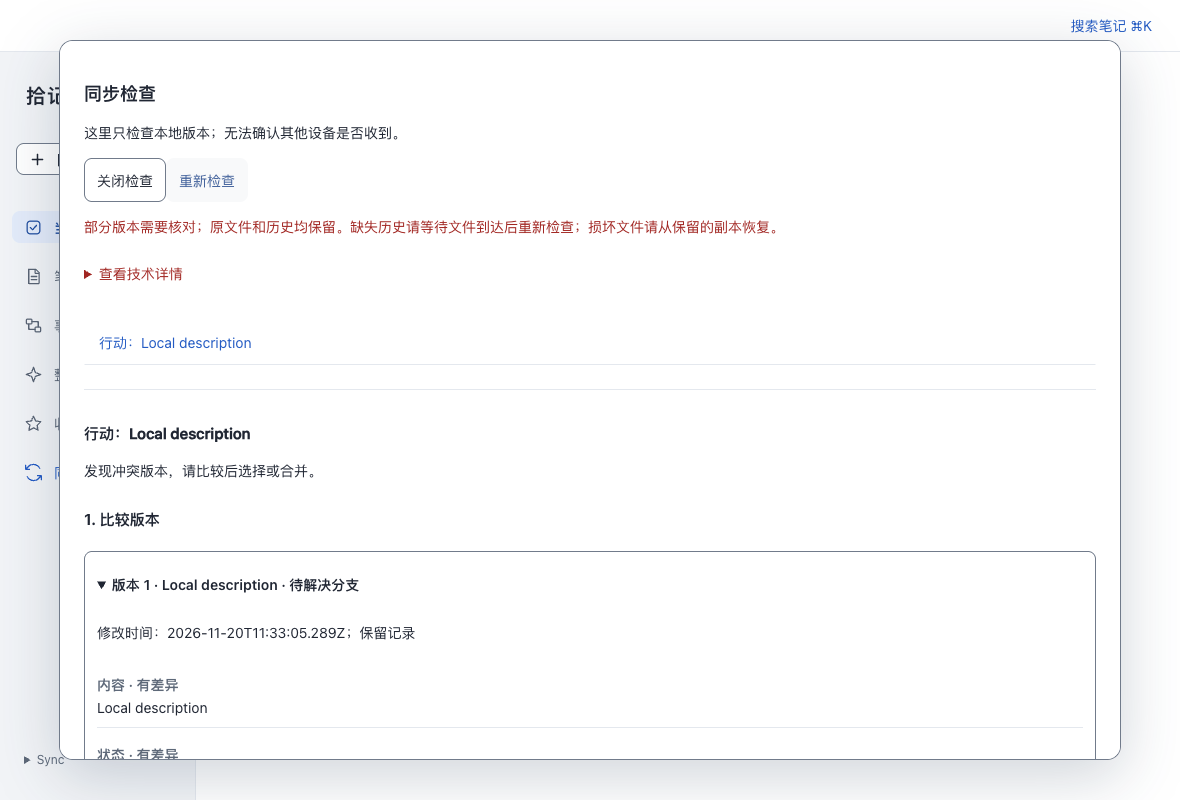 搜索笔记 ⌘K
拾记
同步检查
这里只检查本地版本；无法确认其他设备是否收到。
关闭检查
重新检查
部分版本需要核对；原文件和历史均保留。缺失历史请等待文件到达后重新检查；损坏文件请从保留的副本恢复。
查看技术详情
行动：Local description
行动：Local description
发现冲突版本，请比较后选择或合并。
1. 比较版本
版本 1 · Local description · 待解决分支
修改时间：2026-11-20T11:33:05.289Z；保留记录
内容 · 有差异
Local description
状态 · 有差异
Sync